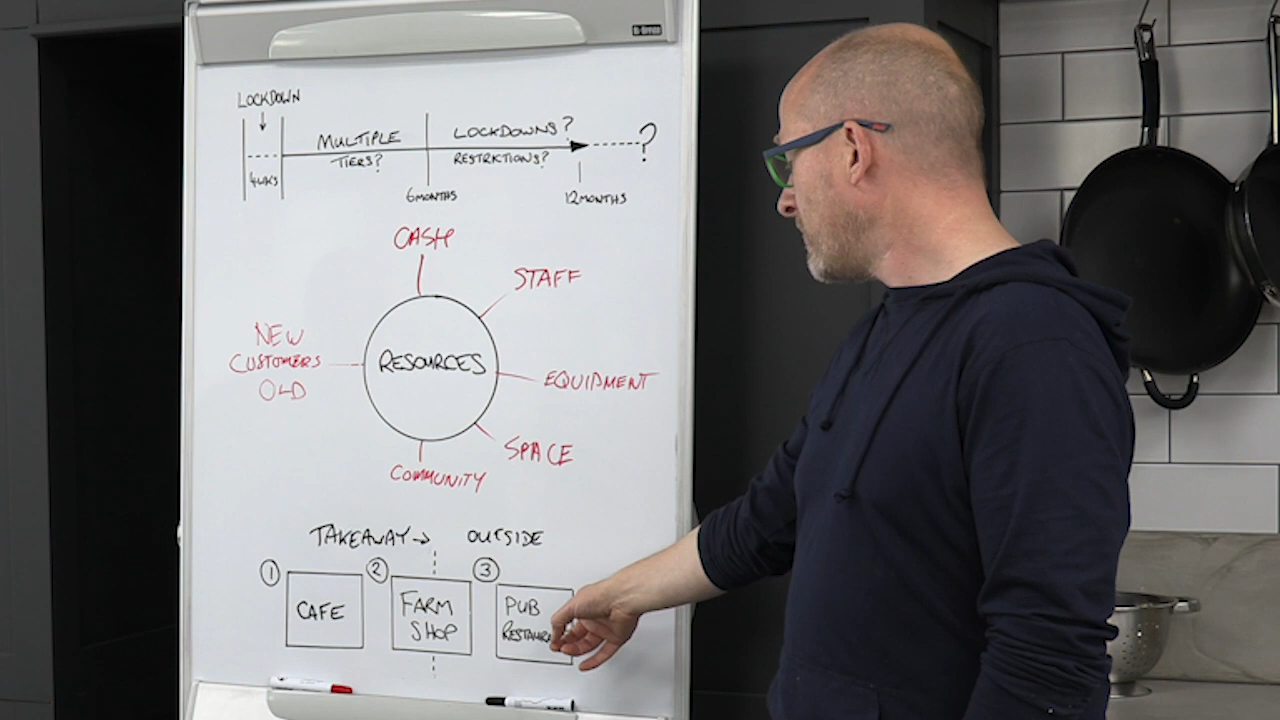 LOCKDOWN
MULTIPLE
TIERS?
LOCKDOWNS?
RESTRICTIONS?
?
4WKS
6MONTHS
12MONTHS
CASH
STAFF
NEW
CUSTOMERS
OLD
RESOURCES
EQUIPMENT
SPACE
COMMUNITY
TAKEAWAY → OUTSIDE
1
CAFE
2
FARM
SHOP
3
PUB